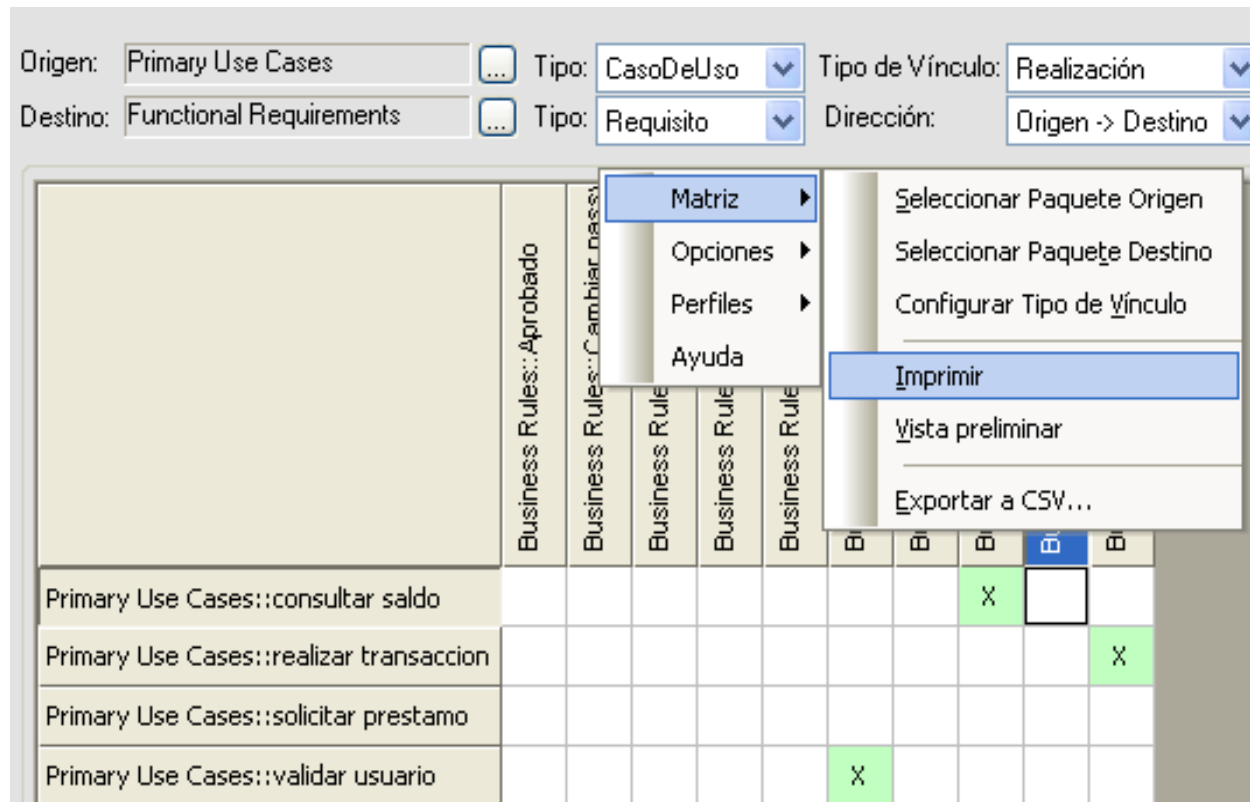 Origen: Primary Use Cases ... Tipo: CasoDeUso Tipo de Vínculo: Realización
Destino: Functional Requirements ... Tipo: Requisito Dirección: Origen -> Destino
Matriz
Opciones
Perfiles
Ayuda
Seleccionar Paquete Origen
Seleccionar Paquete Destino
Configurar Tipo de Vínculo
Imprimir
Vista preliminar
Exportar a CSV...
Business Rules::Aprobado
Business Rules::Cambiar
Business
Business
Business
Primary Use Cases::consultar saldo X
Primary Use Cases::realizar transaccion X
Primary Use Cases::solicitar prestamo
Primary Use Cases::validar usuario X